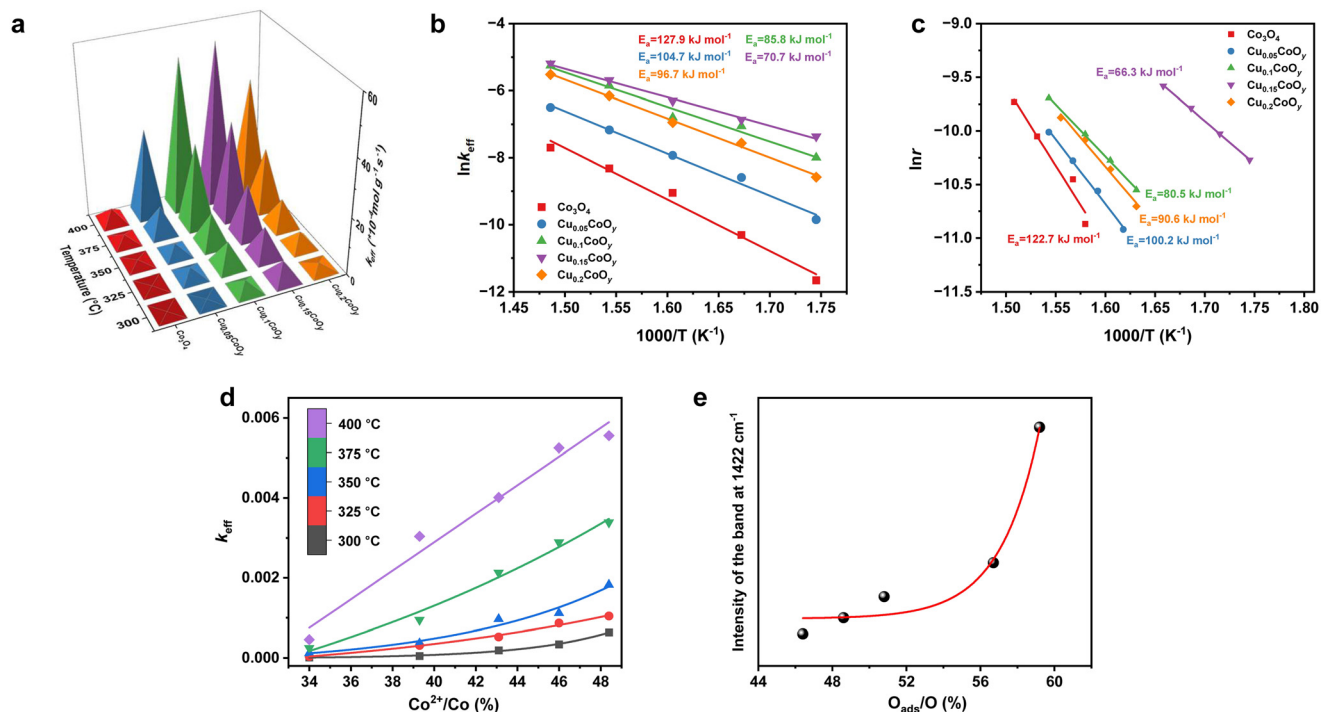 a
60
40
20
0
k_eff (*10⁻⁴mol g⁻¹ s⁻¹)
400
375
350
325
300
Temperature (°C)
Co₃O₄
Cu₀.₀₅CoOy
Cu₀.₁CoOy
Cu₀.₁₅CoOy
Cu₀.₂CoOy
b
Eₐ=127.9 kJ mol⁻¹ Eₐ=85.8 kJ mol⁻¹
Eₐ=104.7 kJ mol⁻¹ Eₐ=70.7 kJ mol⁻¹
Eₐ=96.7 kJ mol⁻¹
−4
−6
−8
−10
−12
lnk_eff
Co₃O₄
Cu₀.₀₅CoOy
Cu₀.₁CoOy
Cu₀.₁₅CoOy
Cu₀.₂CoOy
1.45 1.50 1.55 1.60 1.65 1.70 1.75
1000/T (K⁻¹)
c
−9.0
−9.5
−10.0
−10.5
−11.0
−11.5
lnr
Co₃O₄
Cu₀.₀₅CoOy
Cu₀.₁CoOy
Cu₀.₁₅CoOy
Cu₀.₂CoOy
Eₐ=66.3 kJ mol⁻¹
Eₐ=80.5 kJ mol⁻¹
Eₐ=90.6 kJ mol⁻¹
Eₐ=122.7 kJ mol⁻¹
Eₐ=100.2 kJ mol⁻¹
1.50 1.55 1.60 1.65 1.70 1.75 1.80
1000/T (K⁻¹)
d
0.006
0.004
0.002
0.000
k_eff
400 °C
375 °C
350 °C
325 °C
300 °C
34 36 38 40 42 44 46 48
Co²⁺/Co (%)
e
Intensity of the band at 1422 cm⁻¹
44 48 52 56 60
O_ads/O (%)